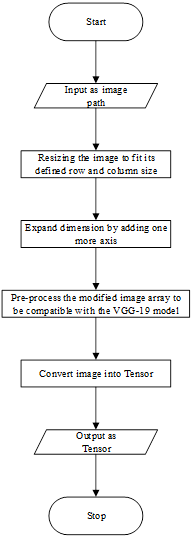 Start
Input as image
path
Resizing the image to fit its
defined row and column size
Expand dimension by adding one
more axis
Pre-process the modified image array to
be compatible with the VGG-19 model
Convert image into Tensor
Output as
Tensor
Stop